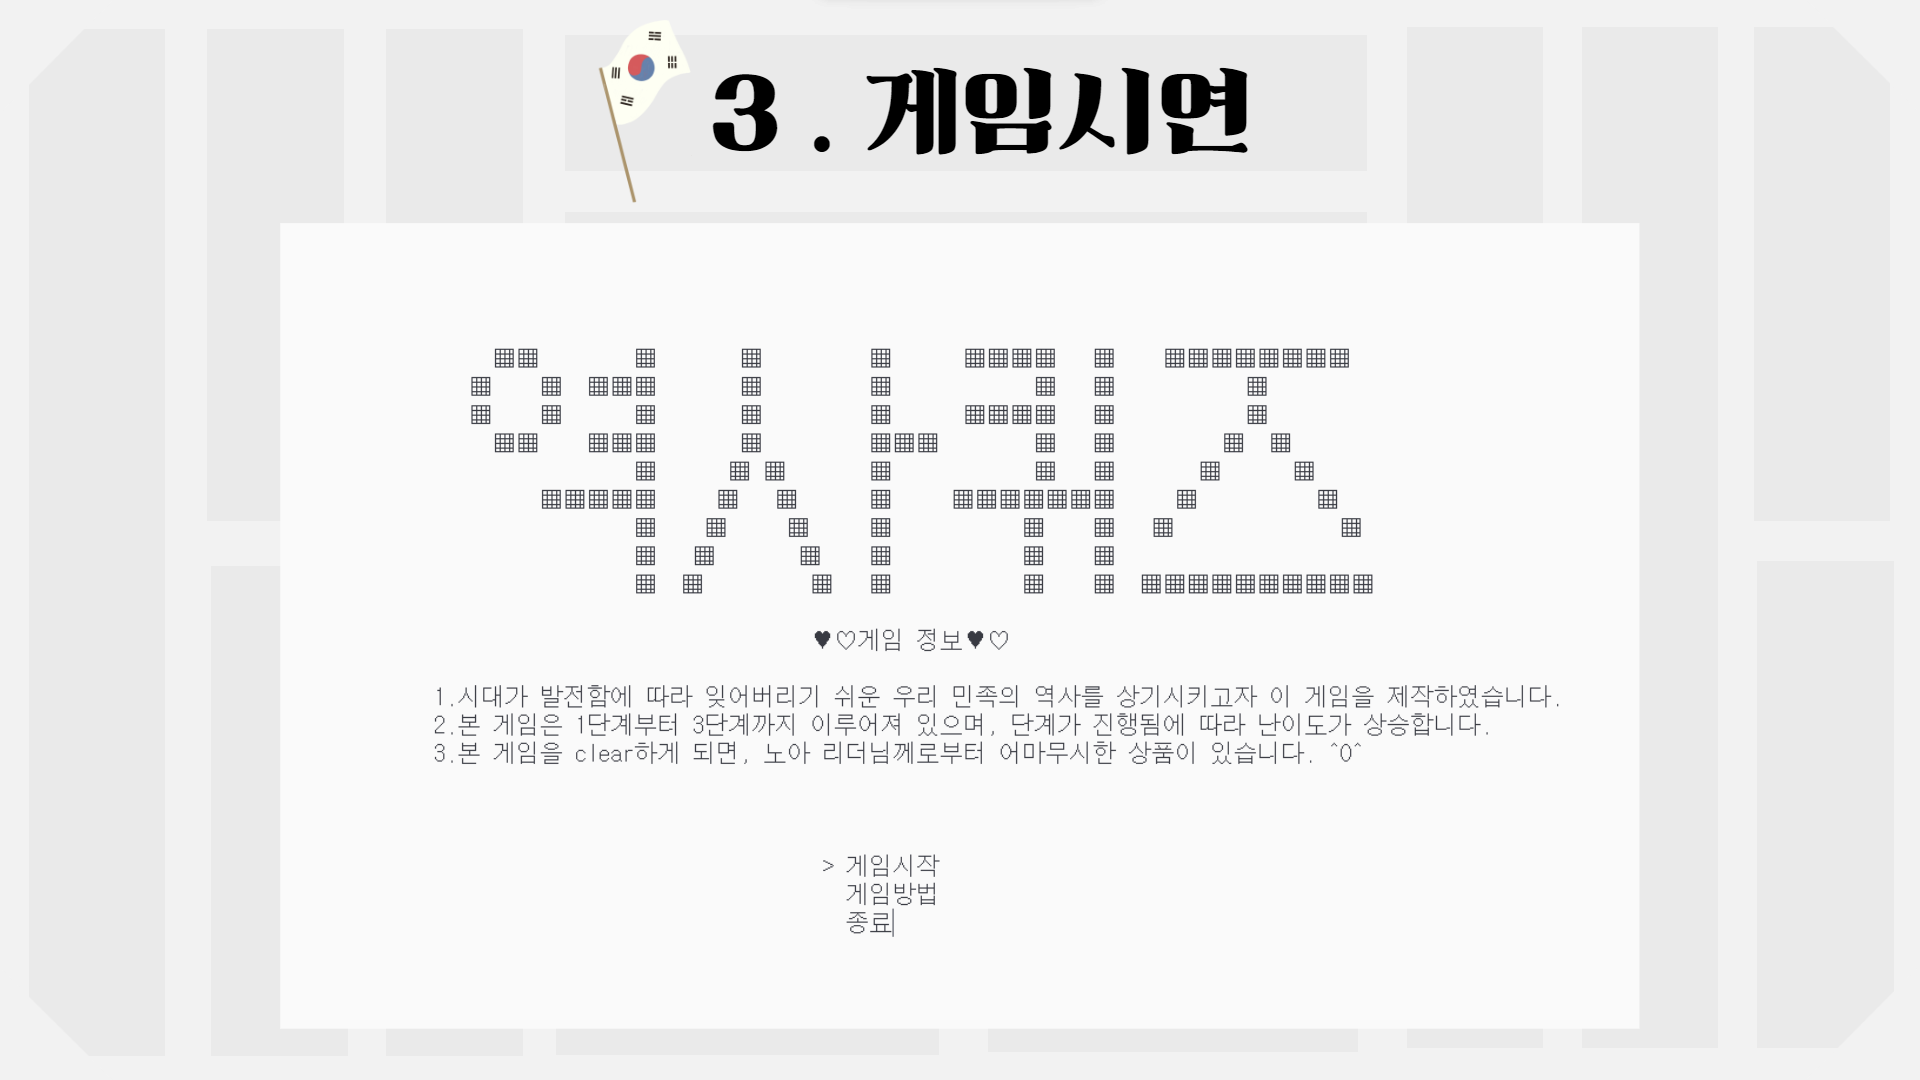 3 . 게임시연
역사퀴즈
♥♡게임 정보♥♡
1.시대가 발전함에 따라 잊어버리기 쉬운 우리 민족의 역사를 상기시키고자 이 게임을 제작하였습니다.
2.본 게임은 1단계부터 3단계까지 이루어져 있으며, 단계가 진행됨에 따라 난이도가 상승합니다.
3.본 게임을 clear하게 되면, 노아 리더님께로부터 어마무시한 상품이 있습니다. ^0^
> 게임시작
게임방법
종료